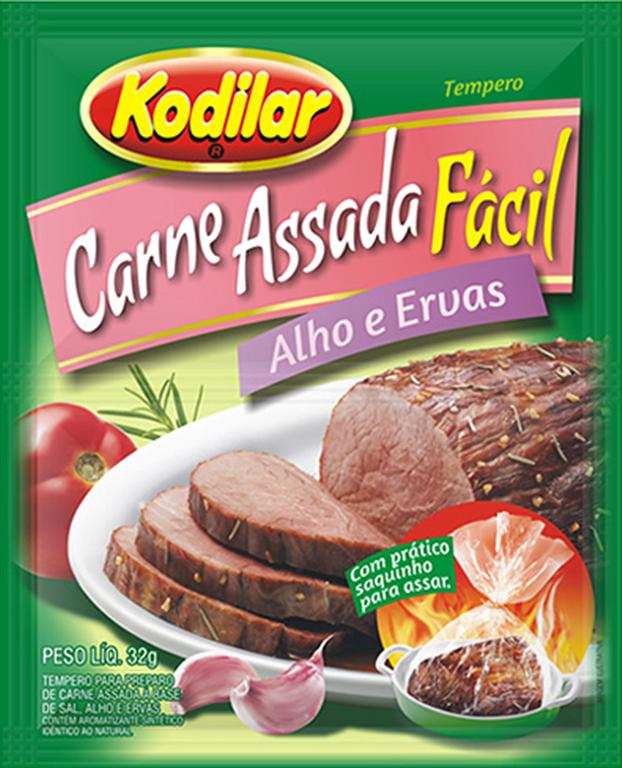 Kodilar
®
Tempero
Carne Assada Fácil
Alho e Ervas
Com prático
saquinho
para assar.
PESO LÍQ. 32g
TEMPERO PARA PREPARO
DE CARNE ASSADA À BASE
DE SAL, ALHO E ERVAS
CONTÉM AROMATIZANTE SINTÉTICO
IDÊNTICO AO NATURAL